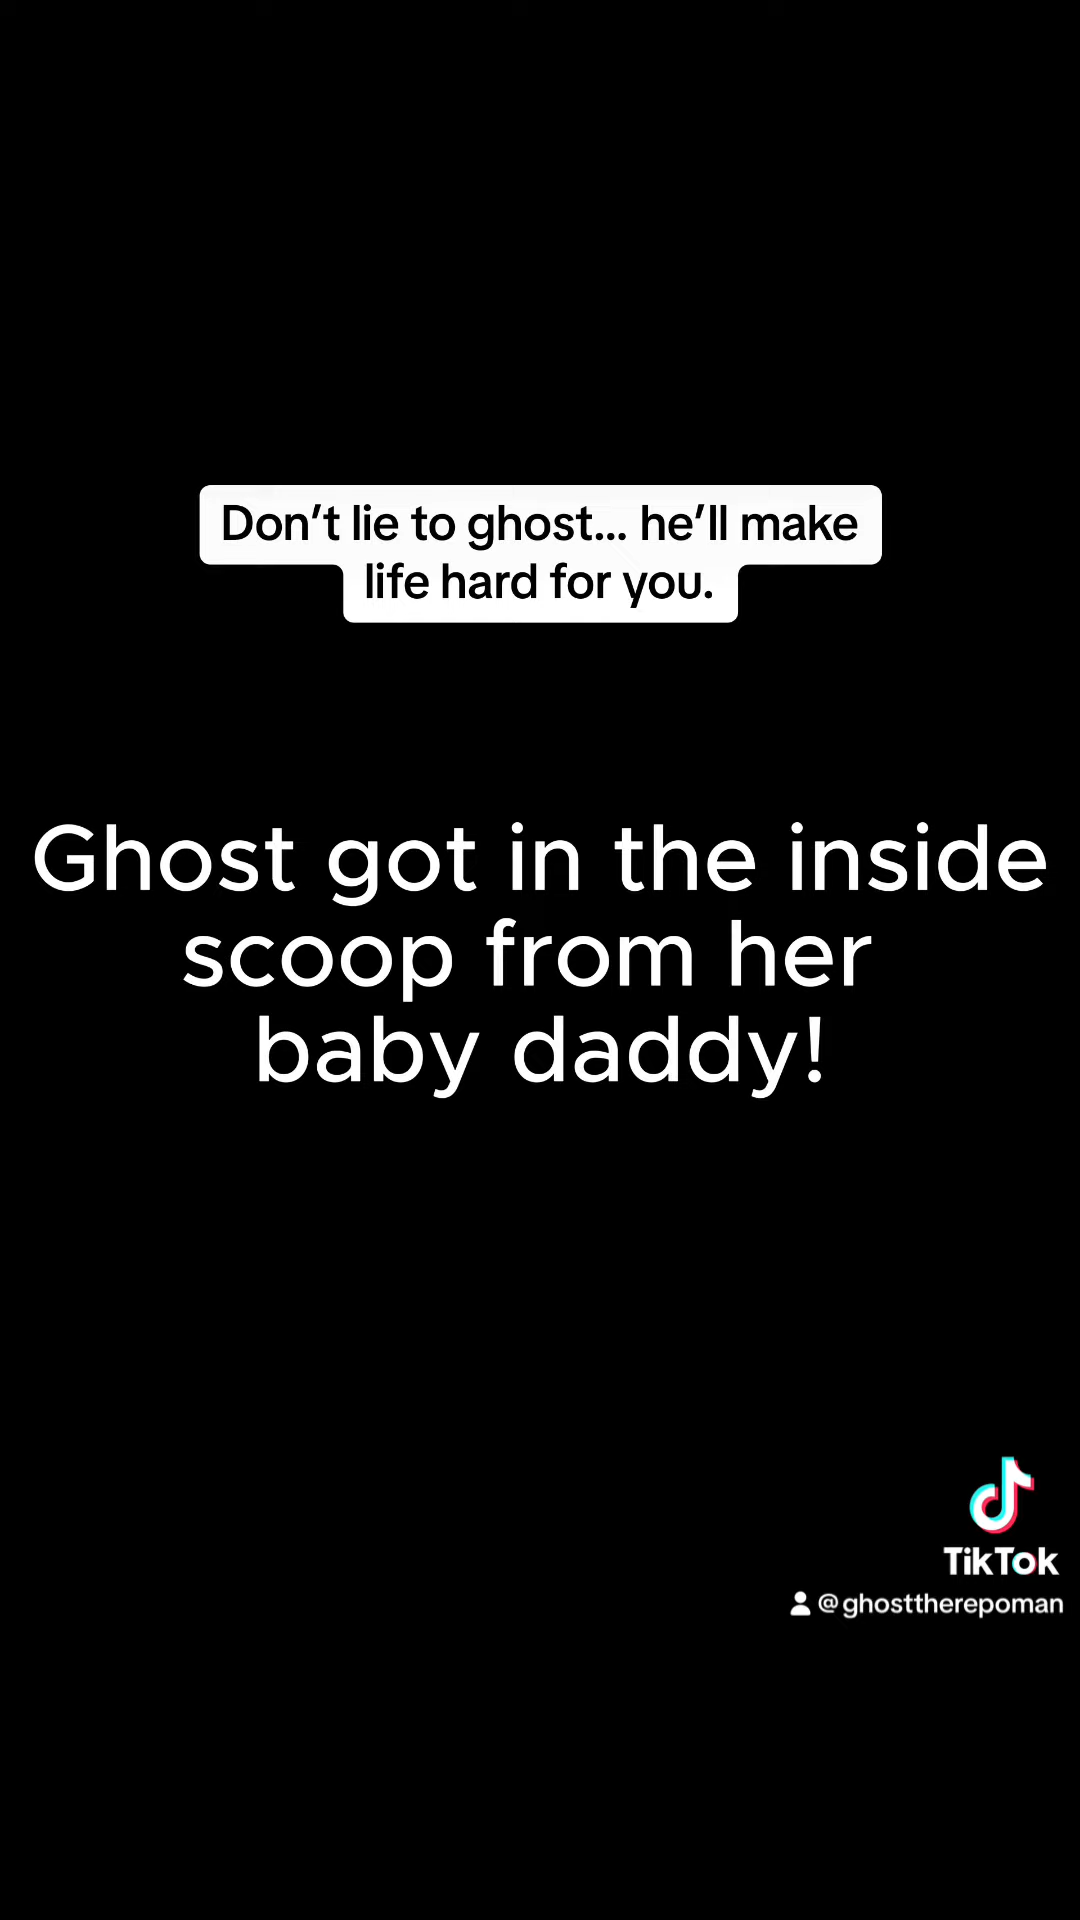 Don’t lie to ghost... he’ll make
life hard for you.
Ghost got in the inside
scoop from her
baby daddy!
TikTok
@ghosttherepoman